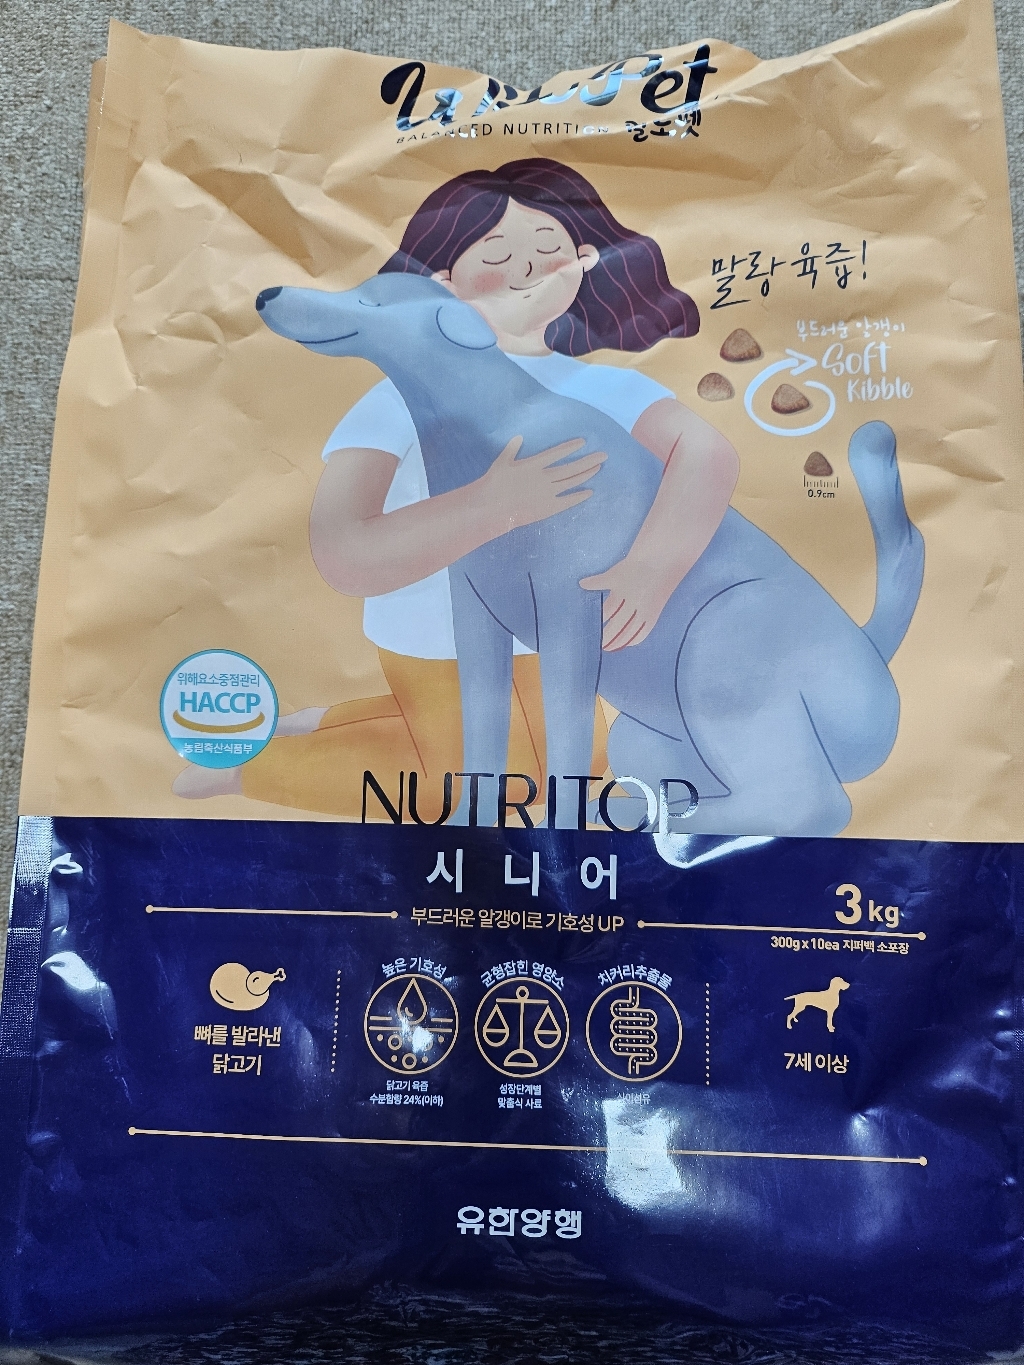 WILLOPet
BALANCED NUTRITION 윌로펫
말랑 육즙!
부드러운 알갱이
Soft
Kibble
0.9cm
위해요소중점관리
HACCP
농림축산식품부
NUTRITOP
시니어
부드러운 알갱이로 기호성 UP
3kg
300g x 10ea 지퍼백 소포장
뼈를 발라낸
닭고기
높은 기호성
닭고기 육즙
수분함량 24%(이하)
균형잡힌 영양소
성장단계별
맞춤식 사료
치커리추출물
식이섬유
7세 이상
유한양행